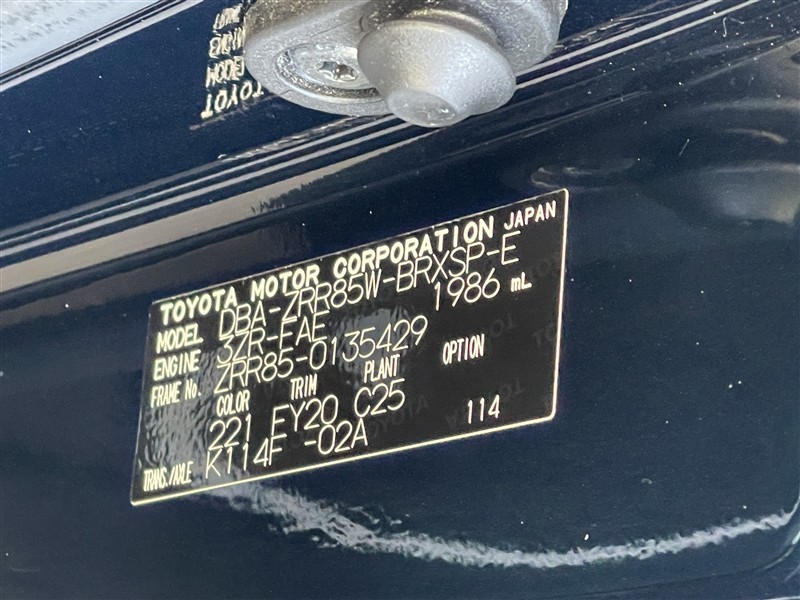 TOYOTA MOTOR CORPORATION JAPAN
MODEL DBA-ZRR85W-BRXSP-E
ENGINE 3ZR-FAE 1986 mL
FRAME No. ZRR85-0135429
COLOR TRIM PLANT OPTION
221 FY20 C25
TRANS./AXLE K114F -02A 114